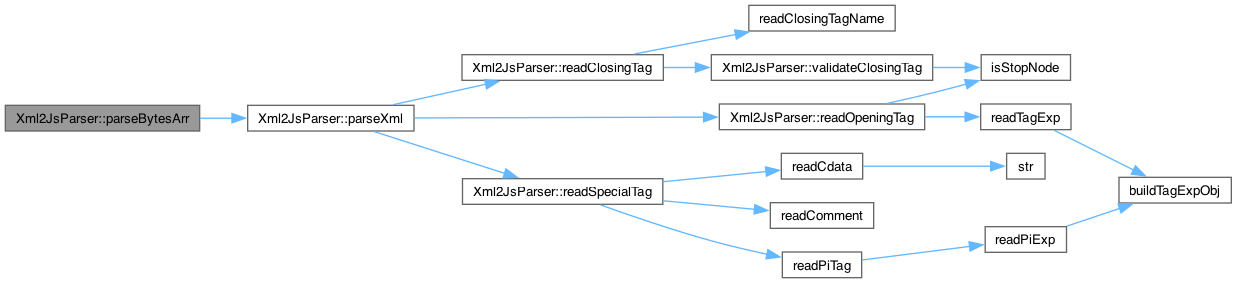 Xml2JsParser::parseBytesArr
Xml2JsParser::parseXml
Xml2JsParser::readClosingTag
readClosingTagName
Xml2JsParser::validateClosingTag
isStopNode
Xml2JsParser::readOpeningTag
readTagExp
Xml2JsParser::readSpecialTag
readCdata
str
readComment
readPiTag
readPiExp
buildTagExpObj